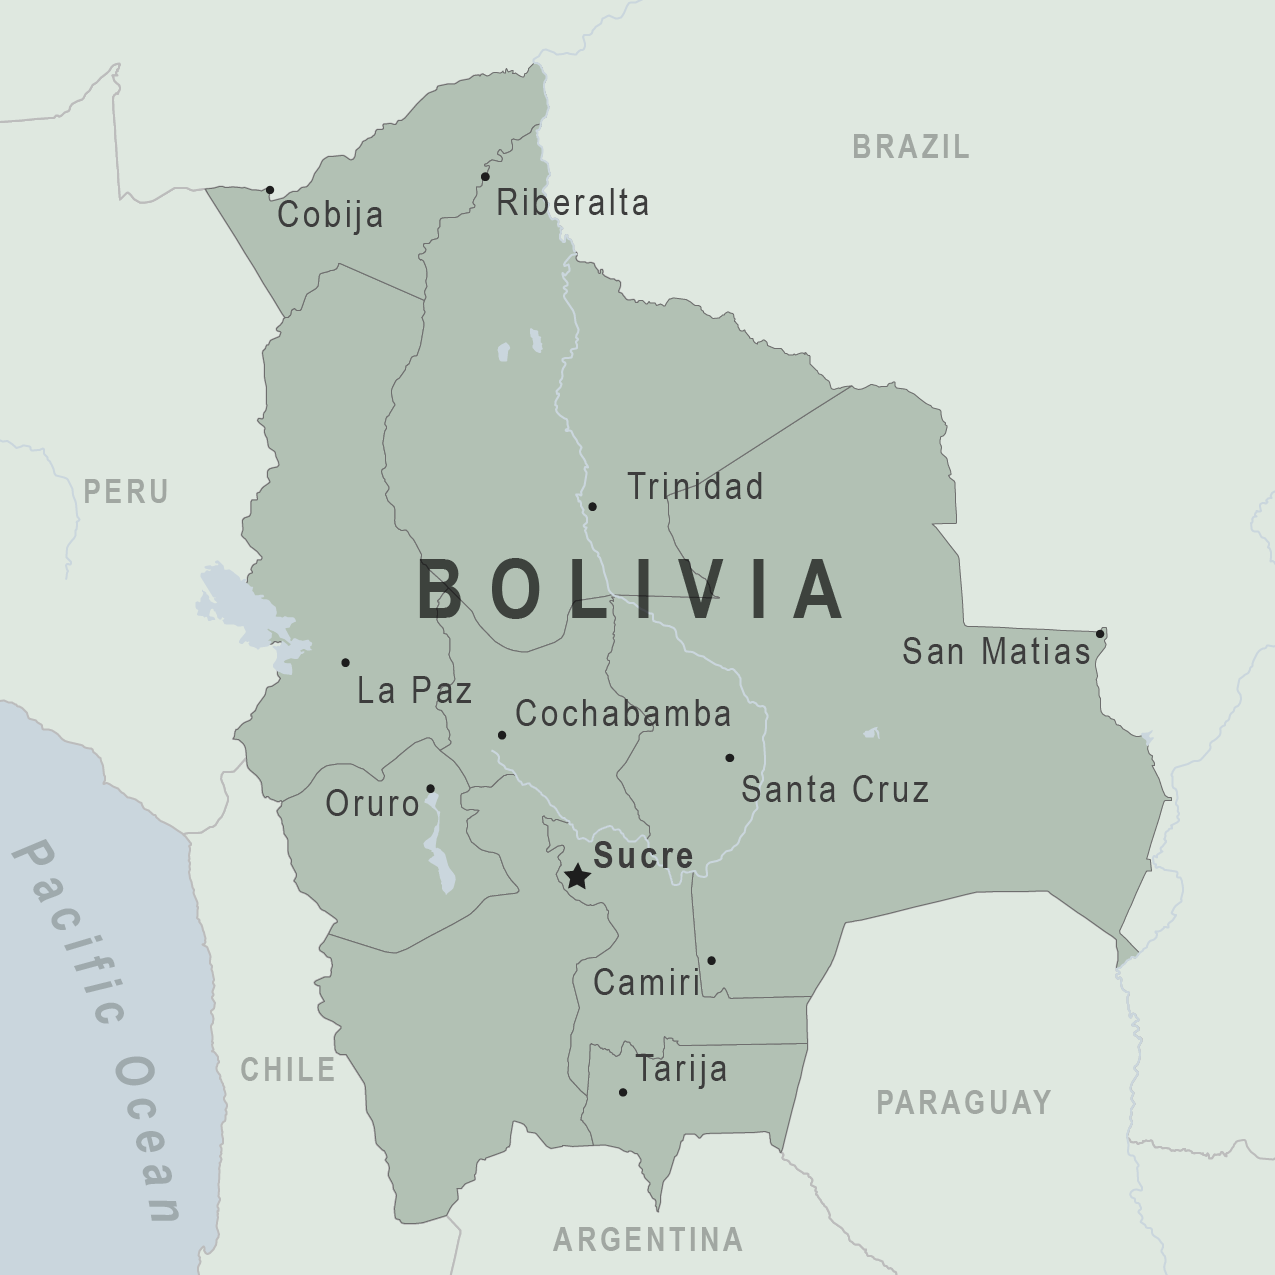 BRAZIL
Cobija
Riberalta
PERU
Trinidad
BOLIVIA
San Matias
La Paz
Cochabamba
Santa Cruz
Oruro
Sucre
Pacific Ocean
Camiri
CHILE
Tarija
PARAGUAY
ARGENTINA